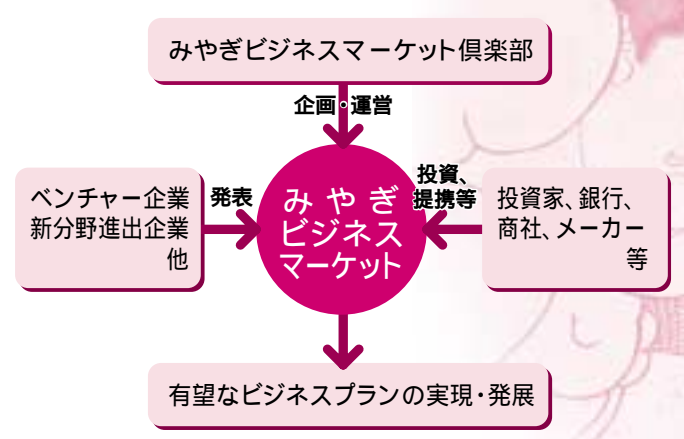 みやぎビジネスマーケット倶楽部
企画・運営
ベンチャー企業
新分野進出企業
他
発表
みやぎ
ビジネス
マーケット
投資、
提携等
投資家、銀行、
商社、メーカー
等
有望なビジネスプランの実現・発展